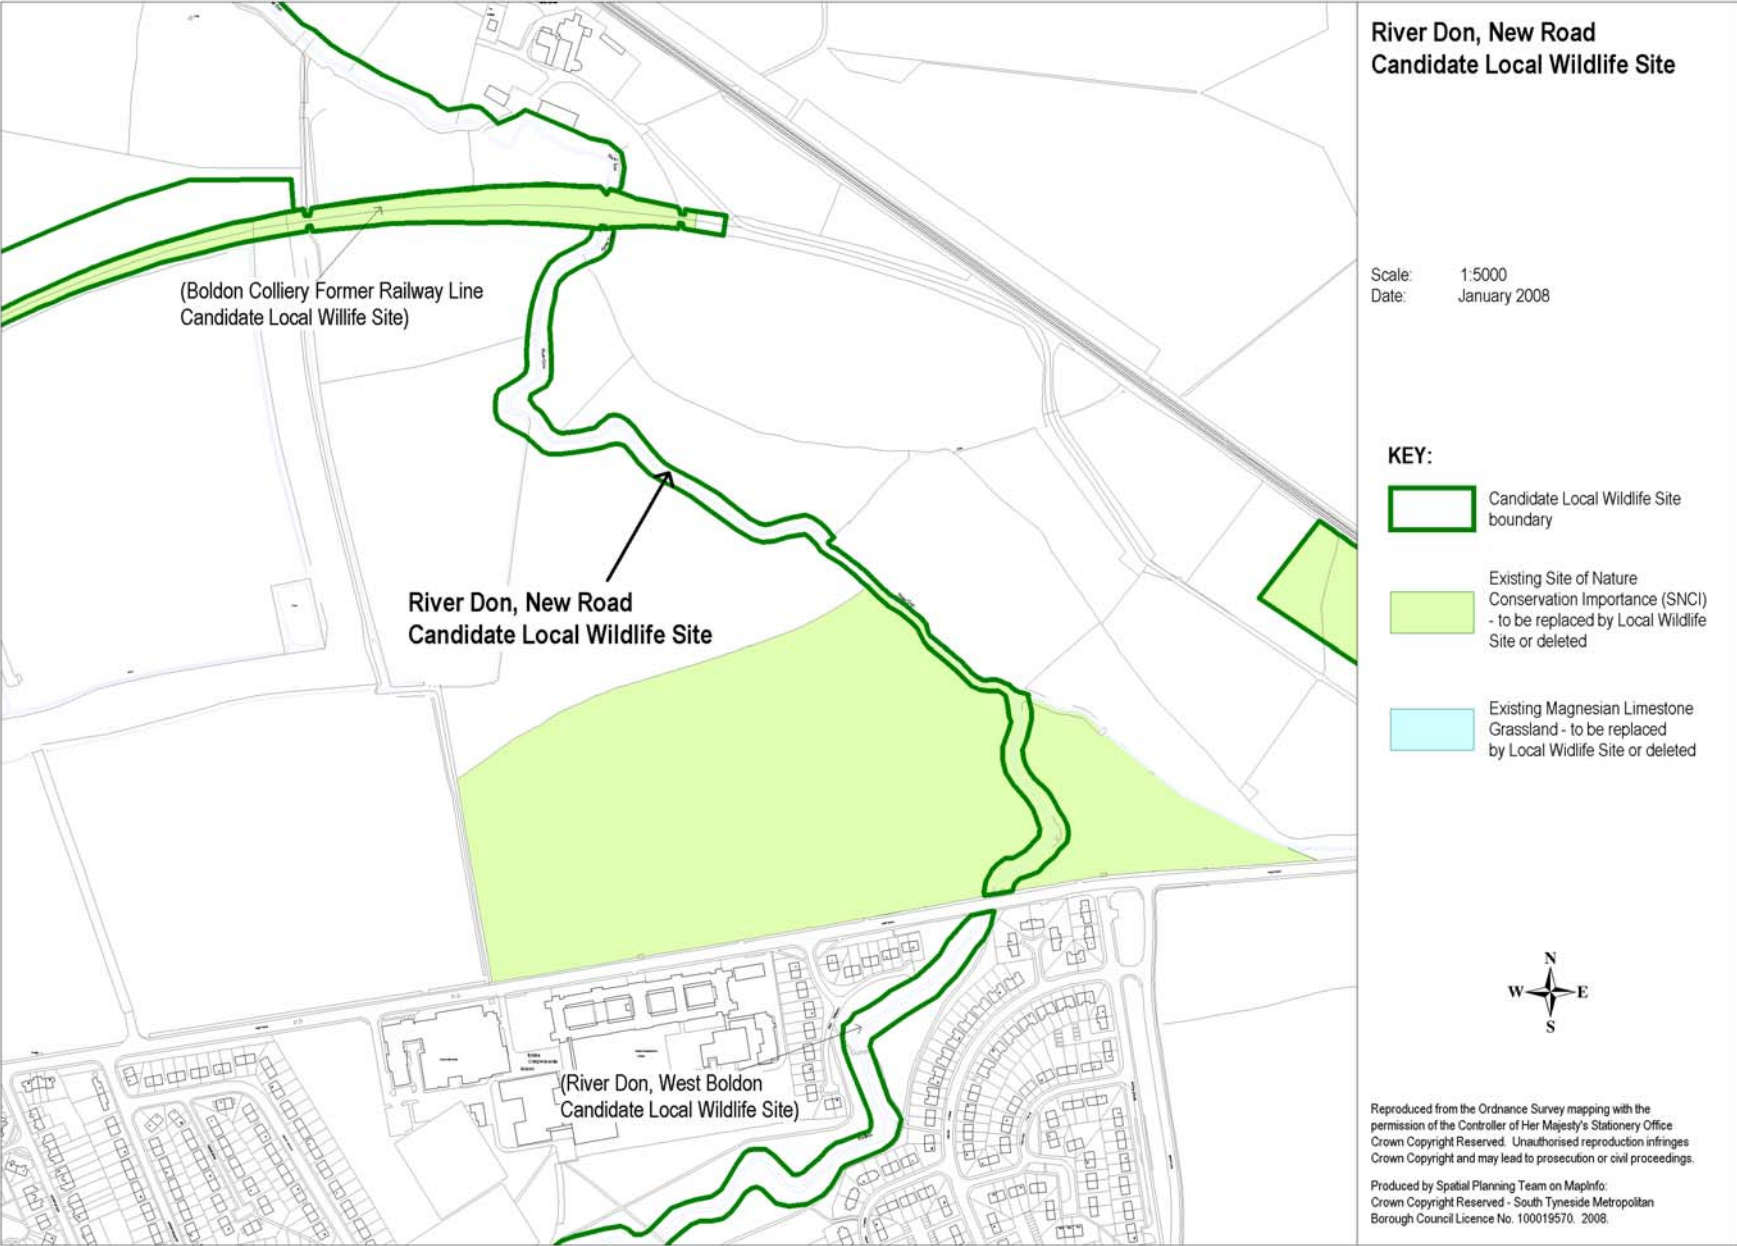 River Don, New Road
Candidate Local Wildlife Site
Scale: 1:5000
Date: January 2008
(Boldon Colliery Former Railway Line
Candidate Local Willife Site)
River Don, New Road
Candidate Local Wildlife Site
(River Don, West Boldon
Candidate Local Wildlife Site)
KEY:
Candidate Local Wildlife Site
boundary
Existing Site of Nature
Conservation Importance (SNCI)
- to be replaced by Local Wildlife
Site or deleted
Existing Magnesian Limestone
Grassland - to be replaced
by Local Widlife Site or deleted
N
W E
S
Reproduced from the Ordnance Survey mapping with the
permission of the Controller of Her Majesty's Stationery Office
Crown Copyright Reserved. Unauthorised reproduction infringes
Crown Copyright and may lead to prosecution or civil proceedings.
Produced by Spatial Planning Team on MapInfo:
Crown Copyright Reserved - South Tyneside Metropolitan
Borough Council Licence No. 100019570. 2008.